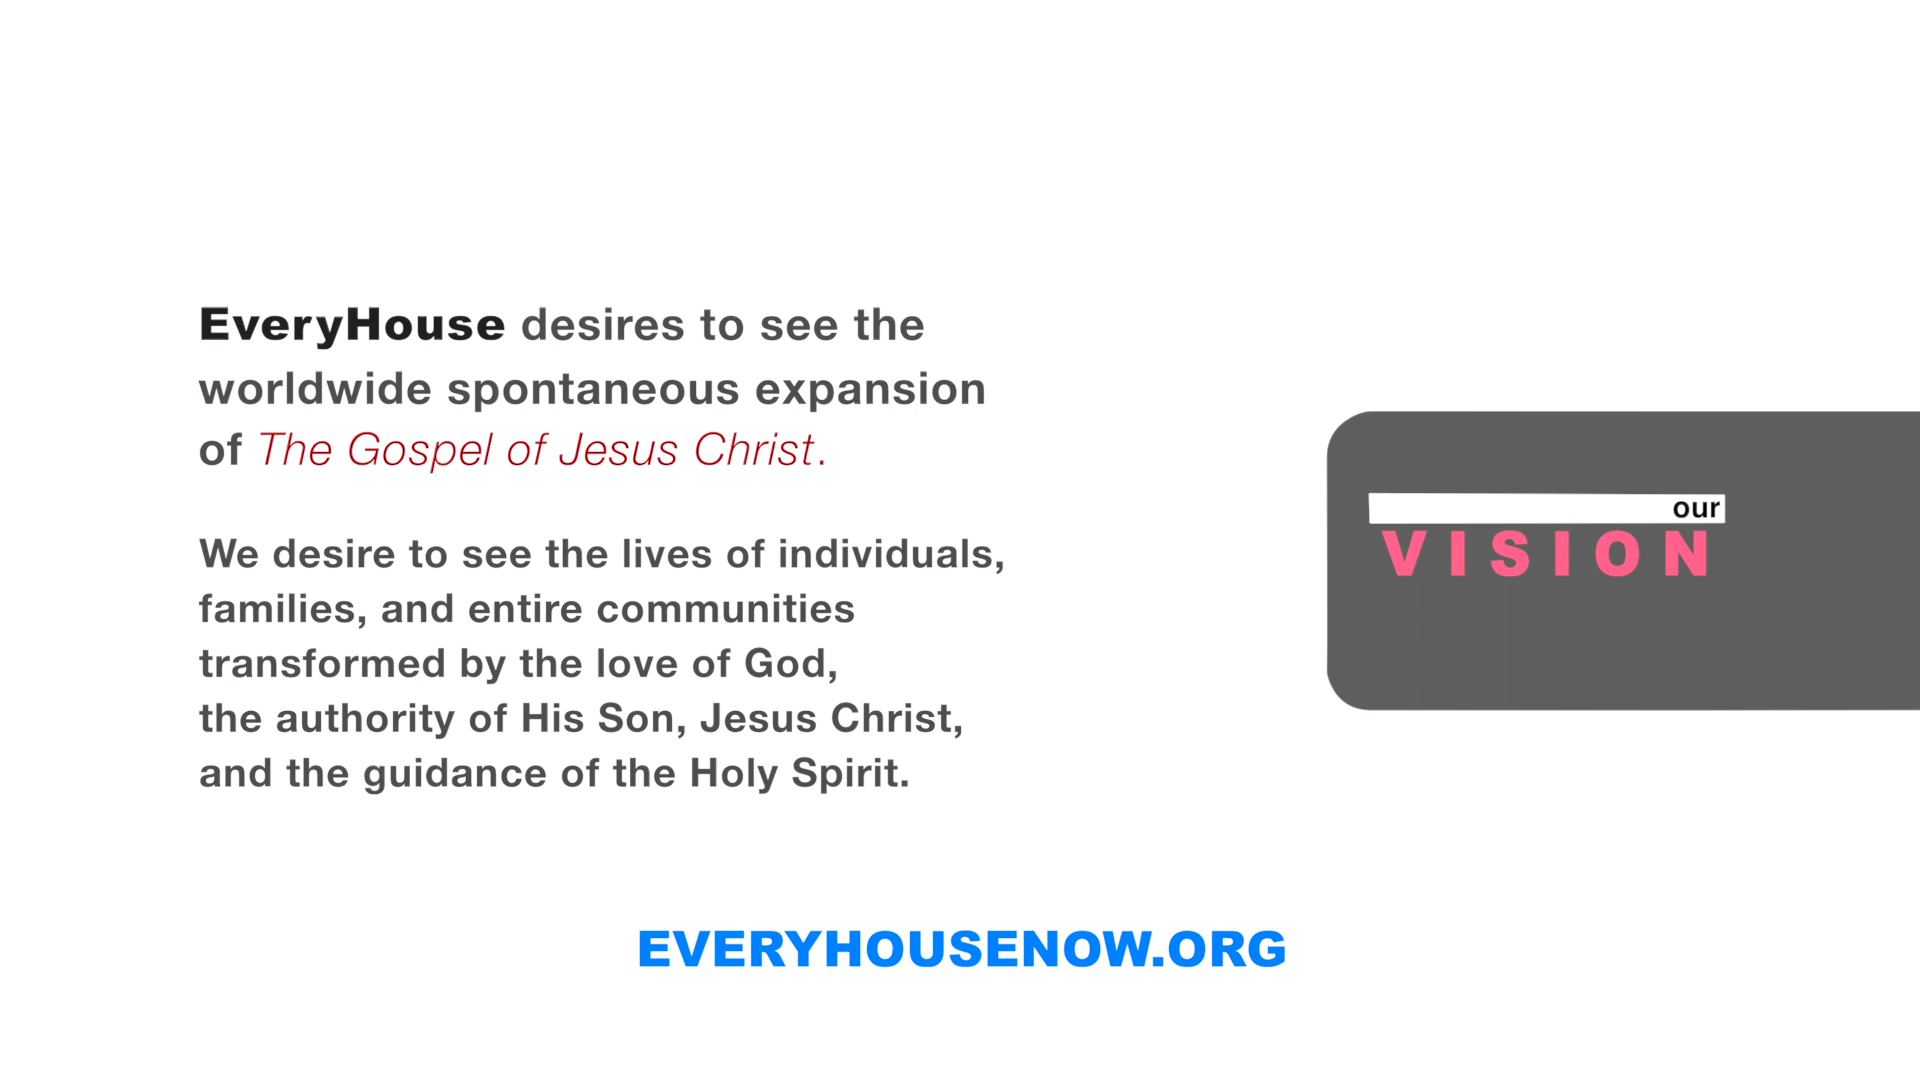 EveryHouse desires to see the
worldwide spontaneous expansion
of The Gospel of Jesus Christ.
We desire to see the lives of individuals,
families, and entire communities
transformed by the love of God,
the authority of His Son, Jesus Christ,
and the guidance of the Holy Spirit.
our
VISION
EVERYHOUSENOW.ORG